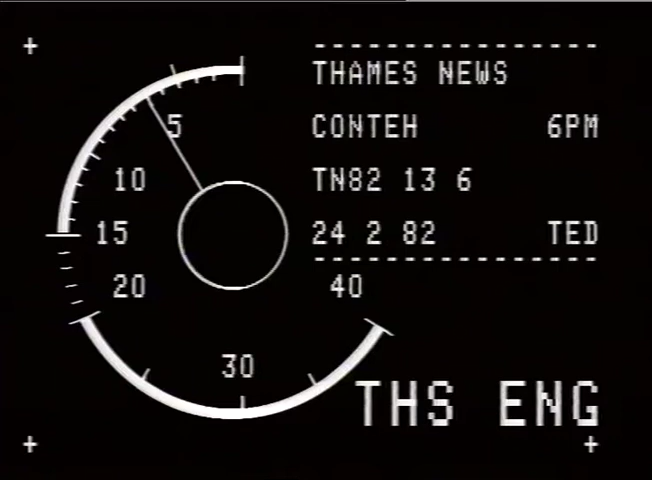 THAMES NEWS
CONTEH 6PM
TN82 13 6
24 2 82 TED
5
10
15
20
30
40
THS ENG